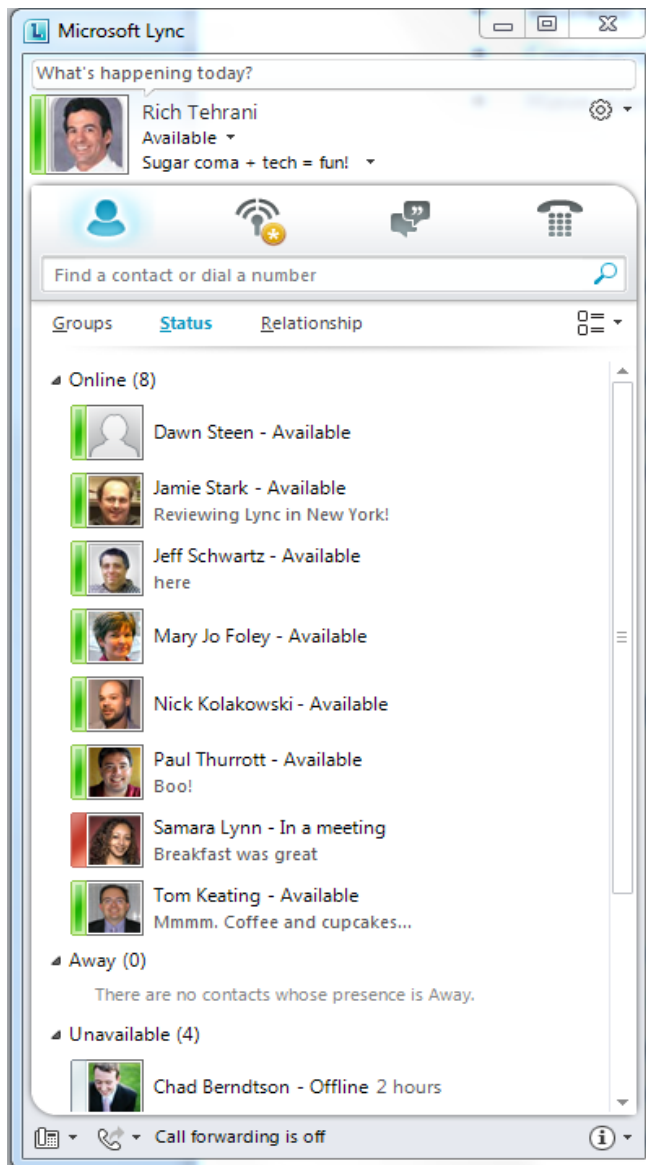 Microsoft Lync
What's happening today?
Rich Tehrani
Available
Sugar coma + tech = fun!
Find a contact or dial a number
Groups Status Relationship
Online (8)
Dawn Steen - Available
Jamie Stark - Available
Reviewing Lync in New York!
Jeff Schwartz - Available
here
Mary Jo Foley - Available
Nick Kolakowski - Available
Paul Thurrott - Available
Boo!
Samara Lynn - In a meeting
Breakfast was great
Tom Keating - Available
Mmmm. Coffee and cupcakes...
Away (0)
There are no contacts whose presence is Away.
Unavailable (4)
Chad Berndtson - Offline 2 hours
Call forwarding is off